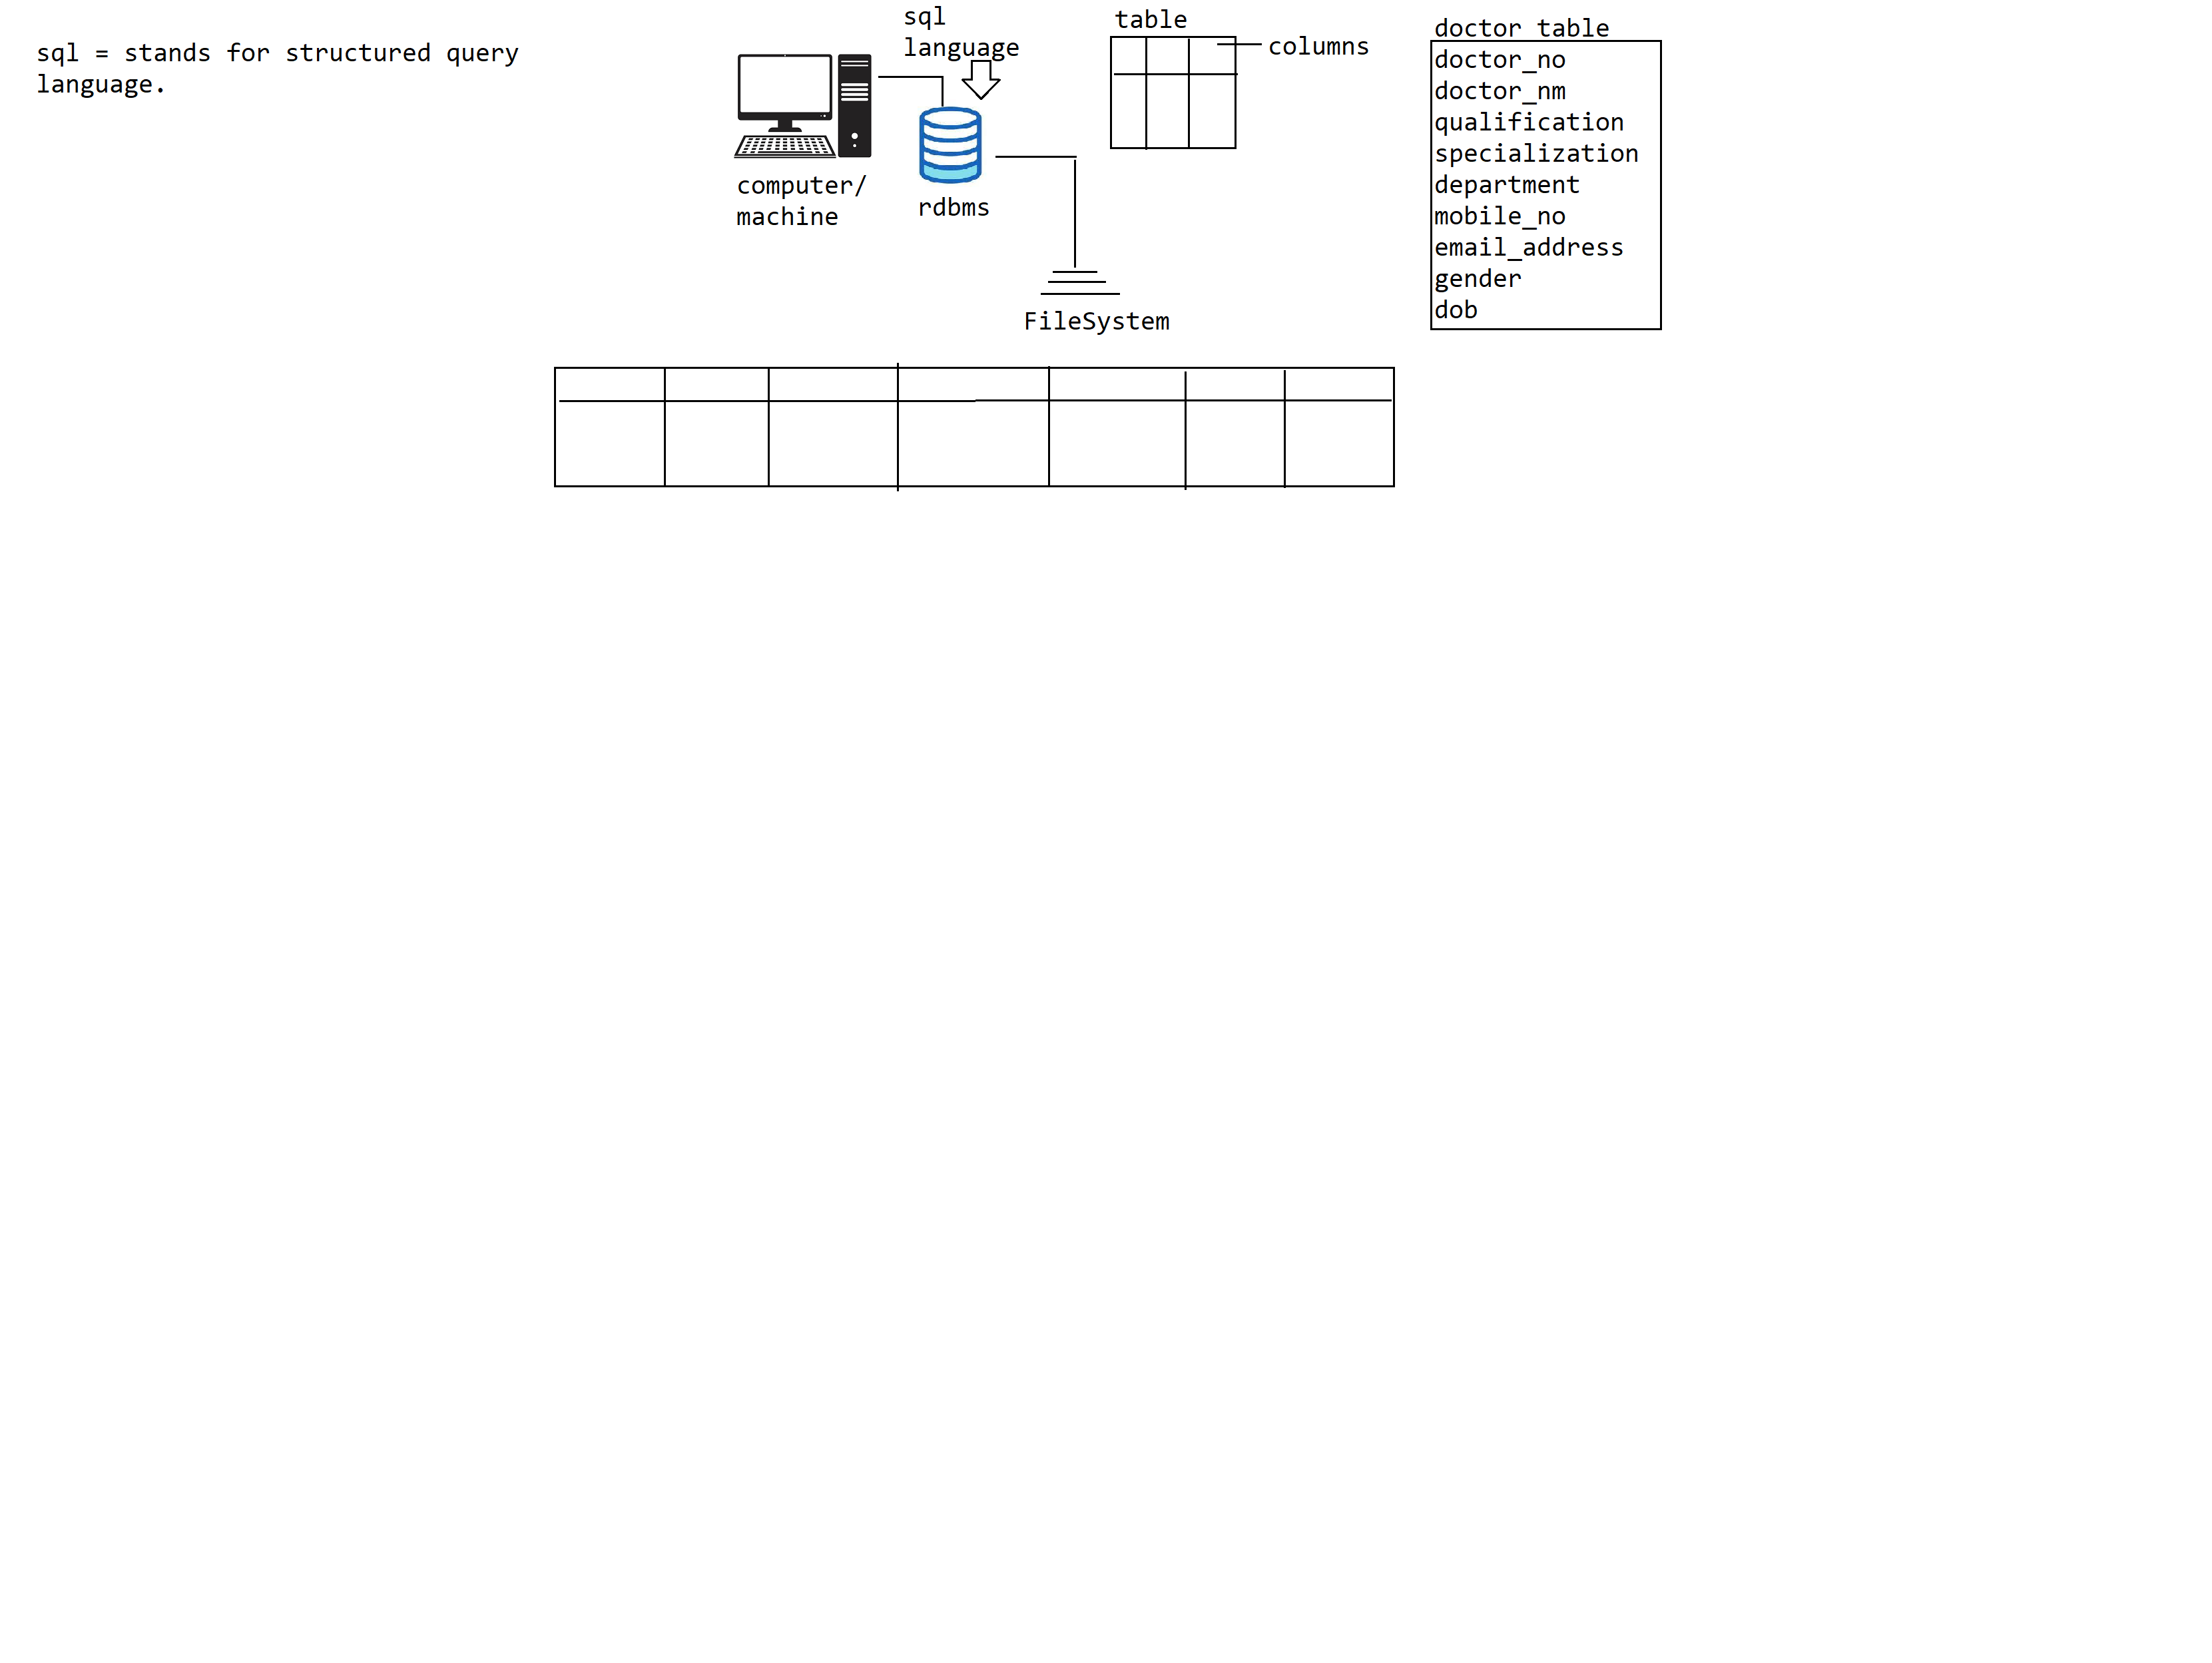 sql = stands for structured query
language.
sql
language
computer/
machine
rdbms
FileSystem
table
columns
doctor table
doctor_no
doctor_nm
qualification
specialization
department
mobile_no
email_address
gender
dob